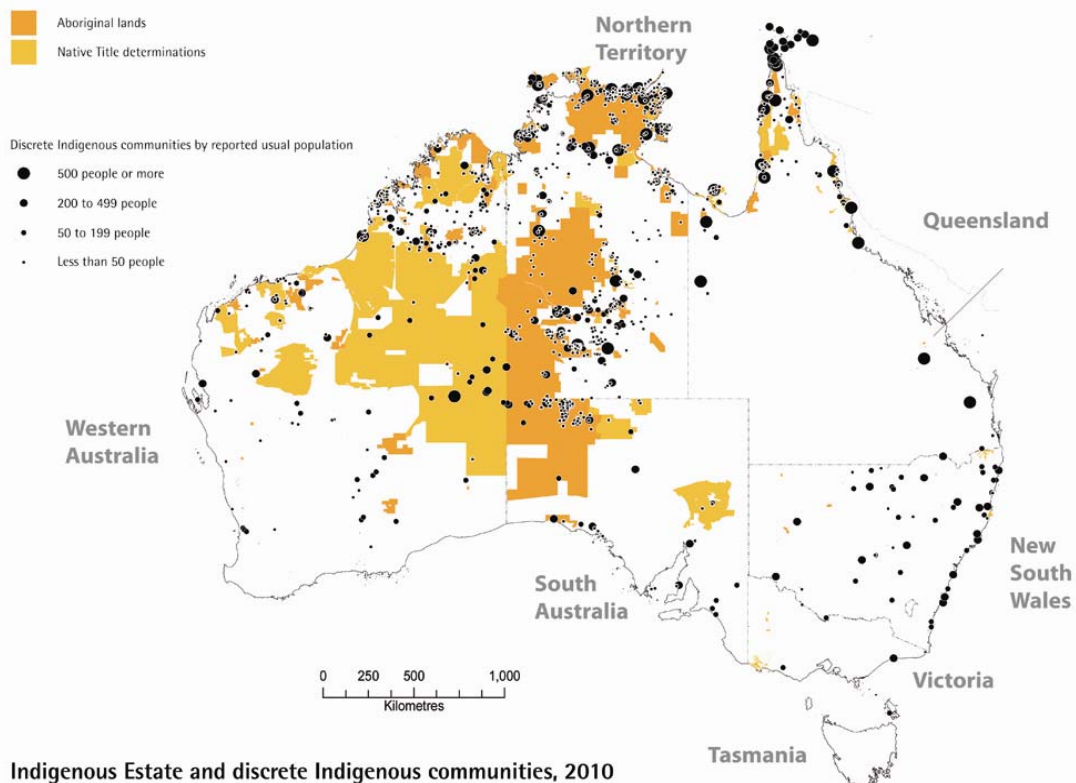 Aboriginal lands
Native Title determinations
Discrete Indigenous communities by reported usual population
500 people or more
200 to 499 people
50 to 199 people
Less than 50 people
Northern
Territory
Queensland
Western
Australia
South
Australia
New
South
Wales
Victoria
Tasmania
0 250 500 1,000
Kilometres
Indigenous Estate and discrete Indigenous communities, 2010